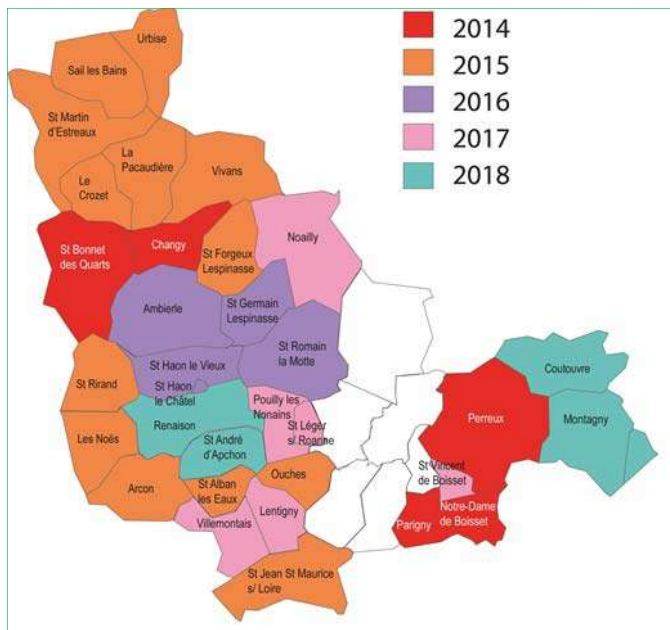 2014
2015
2016
2017
2018
Urbise
Sail les Bains
St Martin
d'Estreaux
La
Pacaudière
Le
Crozet
Vivans
St Bonnet
des Quarts
Changy
St Forgeux
Lespinasse
Noailly
Ambierle
St Germain
Lespinasse
St Romain
la Motte
St Haon le Vieux
St Haon
le Châtel
St Rirand
Renaison
Pouilly les
Nonains
St Léger
s/ Roanne
Les Noës
St André
d'Apchon
Arcon
St Alban
les Eaux
Ouches
Villemontais
Lentigny
St Jean St Maurice
s/ Loire
Coutouvre
Perreux
Montagny
St Vincent
de Boisset
Parigny
Notre-Dame
de Boisset